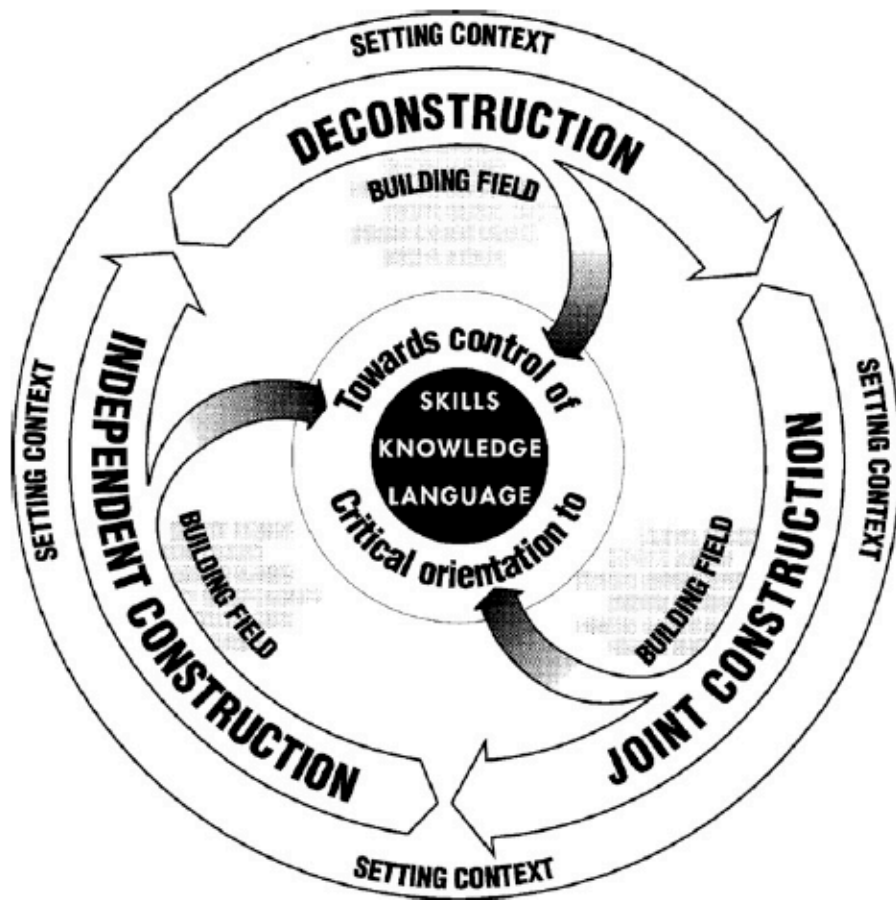 SETTING CONTEXT
DECONSTRUCTION
BUILDING FIELD
Towards control of
SKILLS
KNOWLEDGE
LANGUAGE
Critical orientation to
INDEPENDENT CONSTRUCTION
BUILDING FIELD
SETTING CONTEXT
JOINT CONSTRUCTION
BUILDING FIELD
SETTING CONTEXT
SETTING CONTEXT